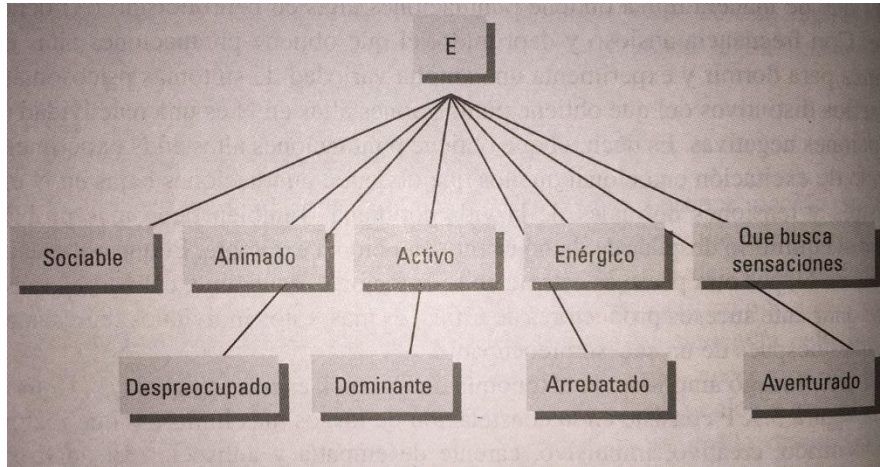 E
Sociable
Animado
Activo
Enérgico
Que busca
sensaciones
Despreocupado
Dominante
Arrebatado
Aventurado